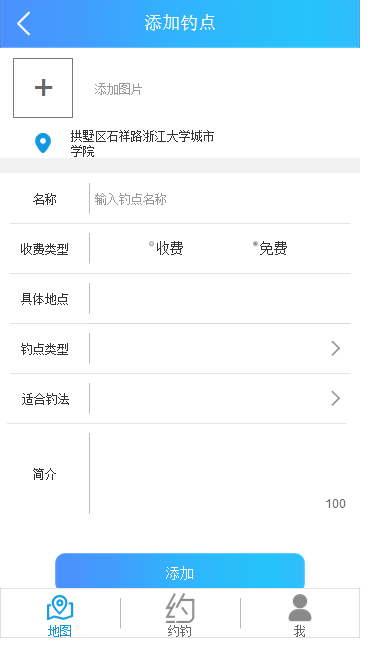 添加钓点
添加图片
拱墅区石祥路浙江大学城市
学院
名称 输入钓点名称
收费类型 收费 免费
具体地点
钓点类型
适合钓法
简介
100
添加
约
地图 约钓 我